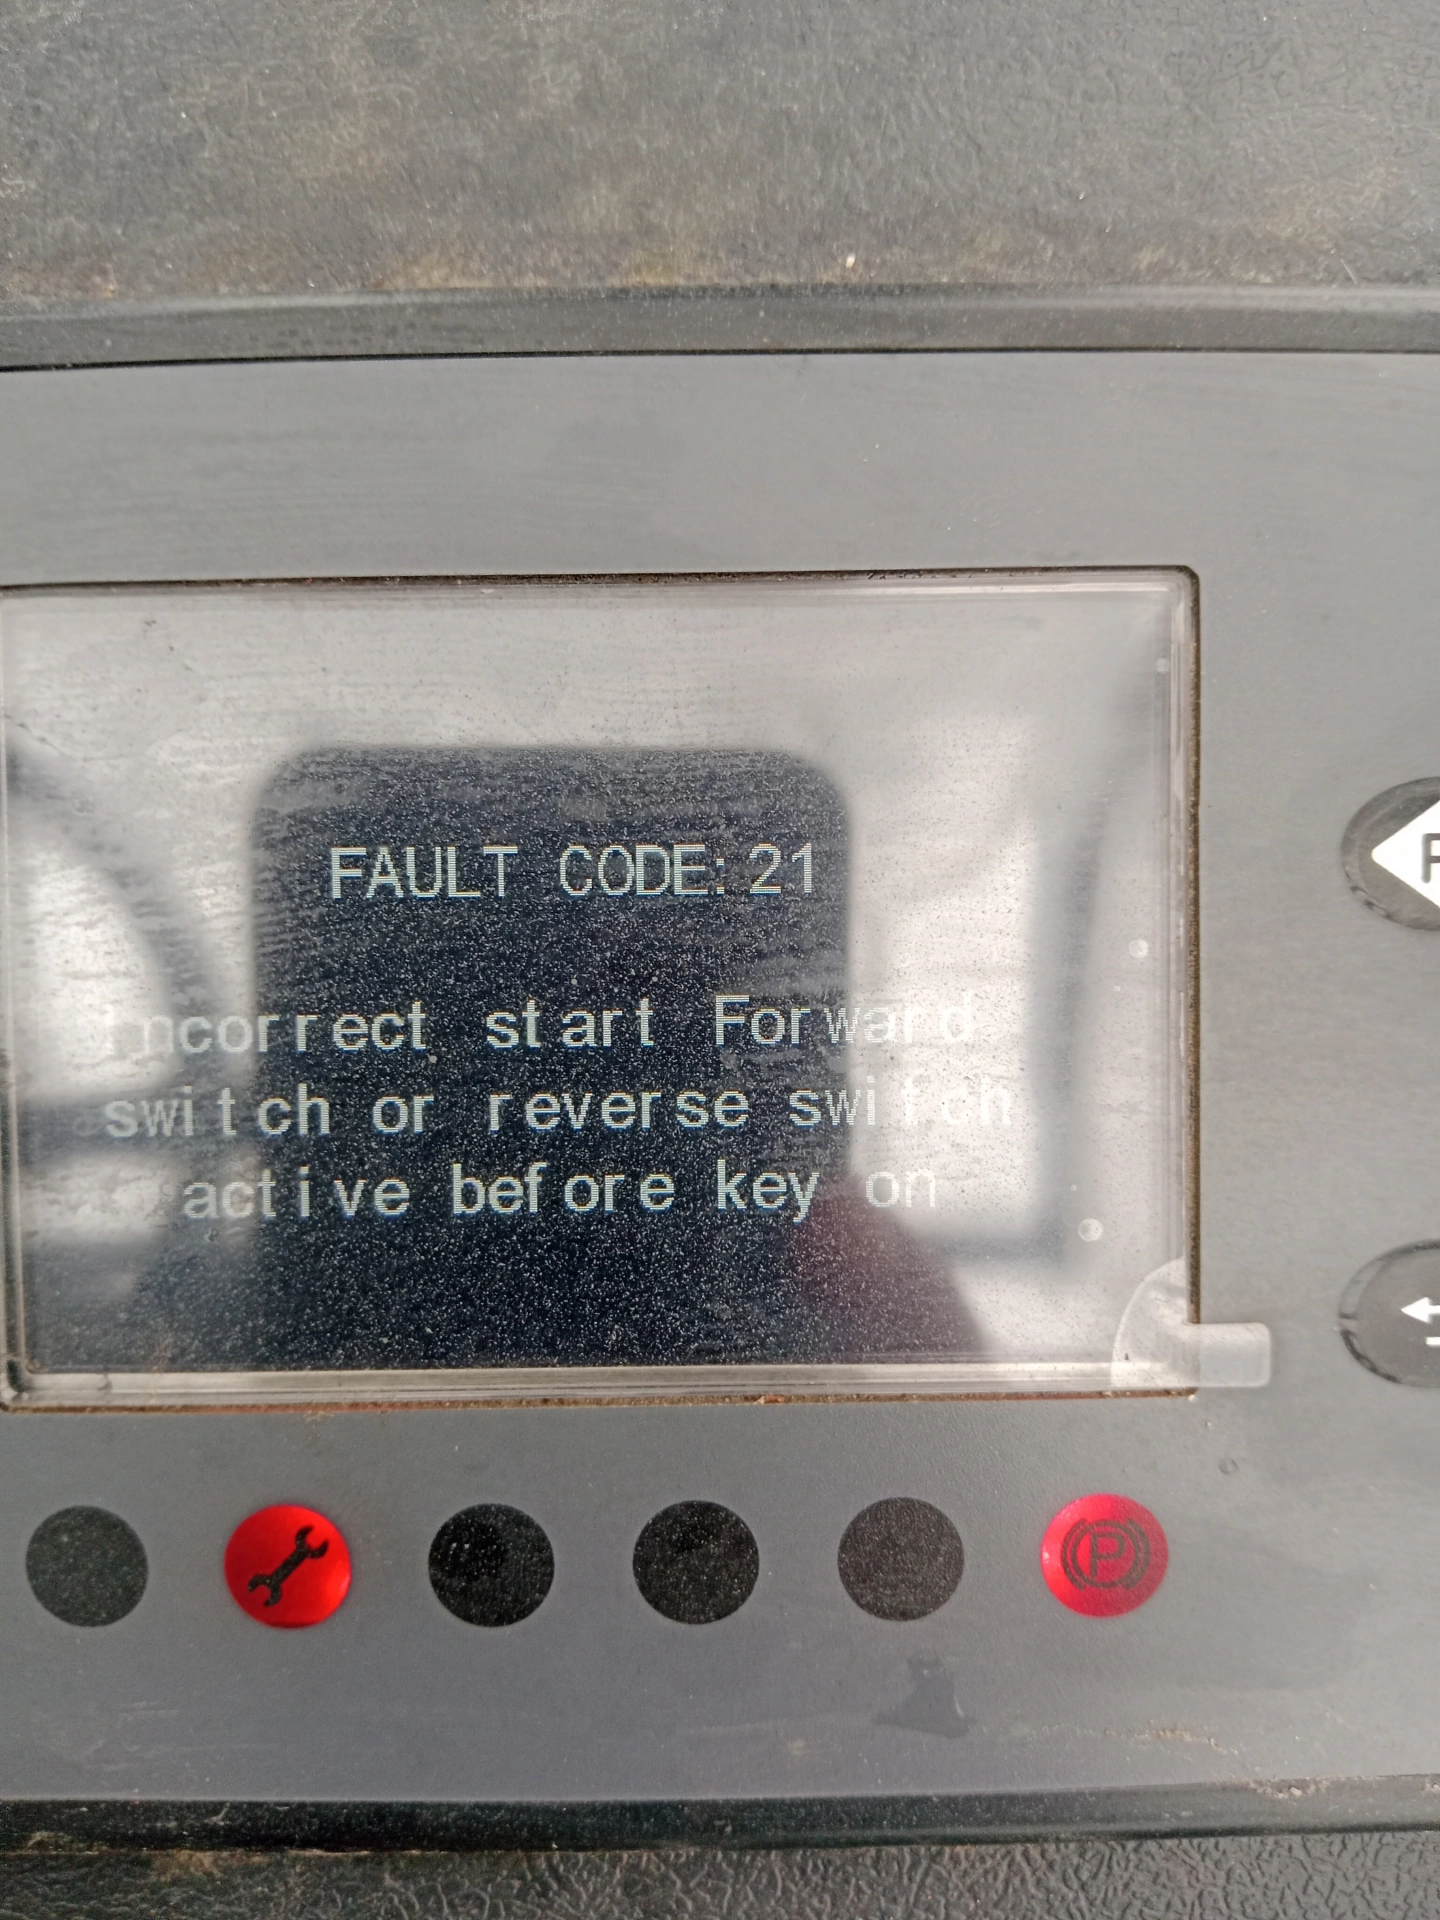 FAULT CODE: 21
Incorrect start Forward
switch or reverse switch
active before key on
P